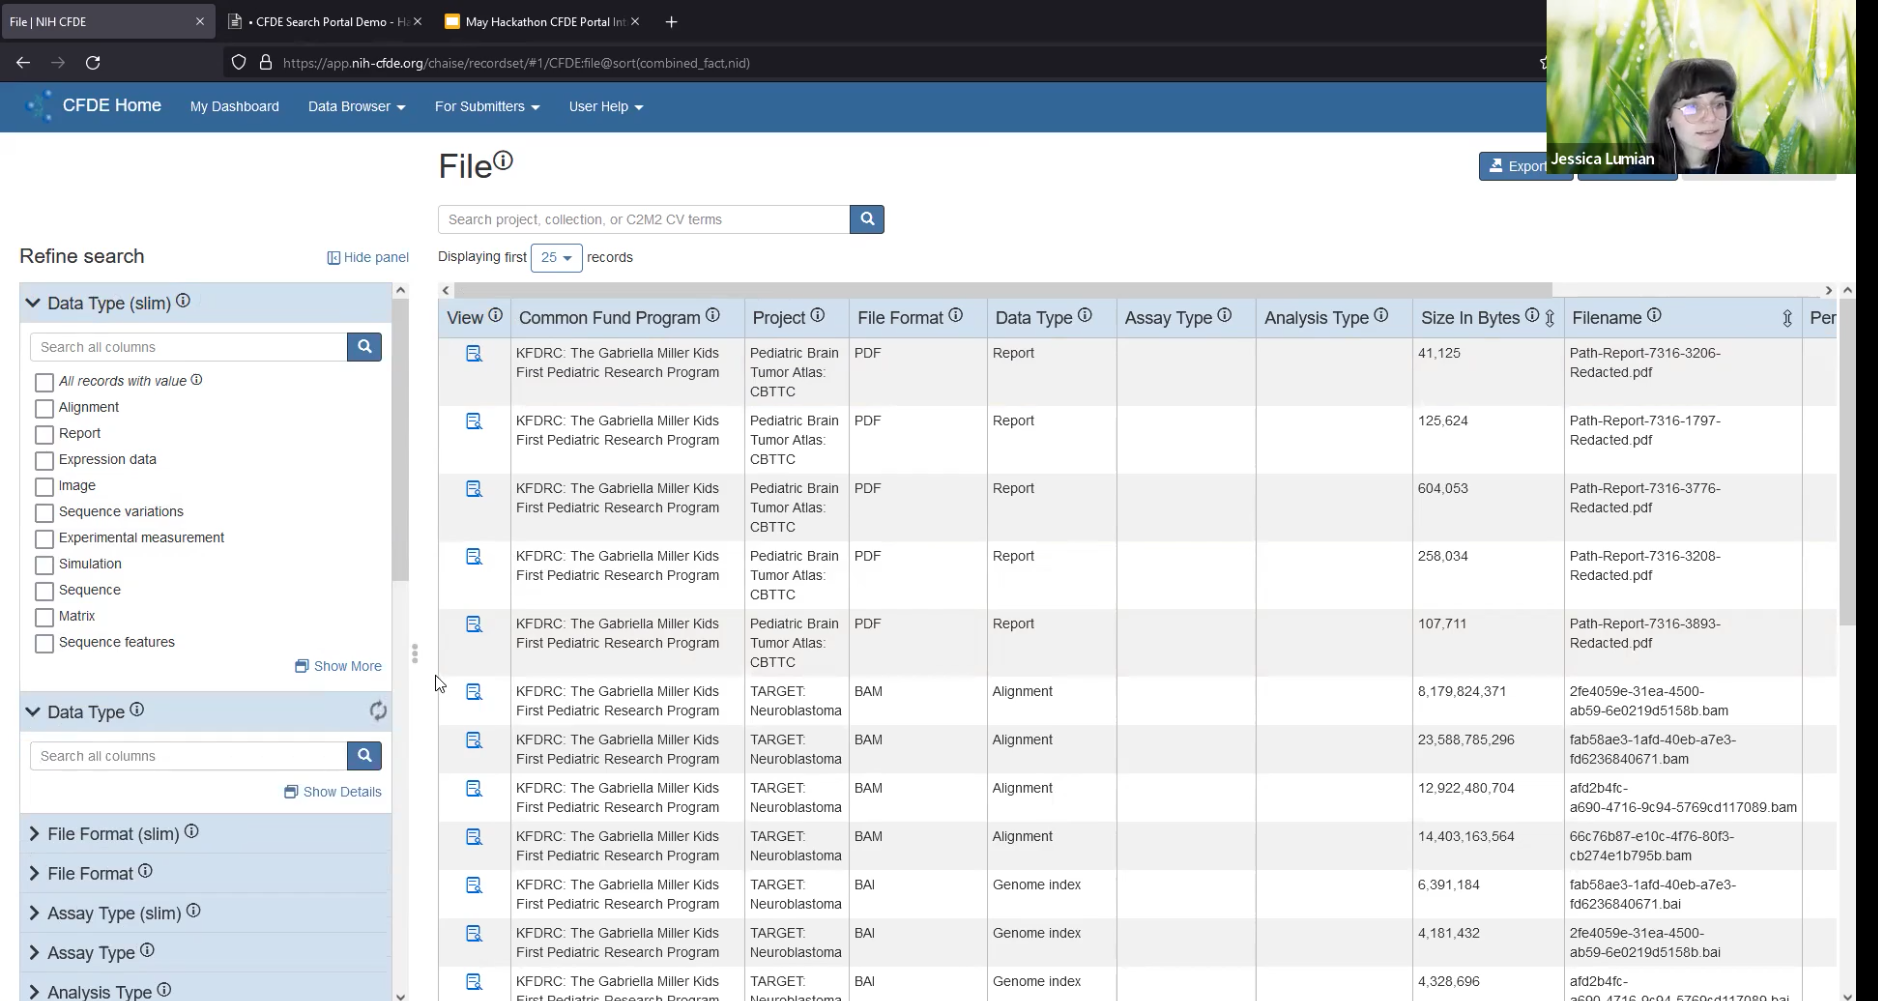 File | NIH CFDE
• CFDE Search Portal Demo - Ha
May Hackathon CFDE Portal Int
https://app.nih-cfde.org/chaise/recordset/#1/CFDE:file@sort(combined_fact,nid)
CFDE Home
My Dashboard
Data Browser
For Submitters
User Help
Jessica Lumian
File
Export
Search project, collection, or C2M2 CV terms
Displaying first 25 records
Refine search
Hide panel
Data Type (slim)
Search all columns
All records with value
Alignment
Report
Expression data
Image
Sequence variations
Experimental measurement
Simulation
Sequence
Matrix
Sequence features
Show More
Data Type
Search all columns
Show Details
File Format (slim)
File Format
Assay Type (slim)
Assay Type
Analysis Type
View Common Fund Program Project File Format Data Type Assay Type Analysis Type Size In Bytes Filename Per
KFDRC: The Gabriella Miller Kids Pediatric Brain PDF Report 41,125 Path-Report-7316-3206-
First Pediatric Research Program Tumor Atlas: Redacted.pdf
CBTTC
KFDRC: The Gabriella Miller Kids Pediatric Brain PDF Report 125,624 Path-Report-7316-1797-
First Pediatric Research Program Tumor Atlas: Redacted.pdf
CBTTC
KFDRC: The Gabriella Miller Kids Pediatric Brain PDF Report 604,053 Path-Report-7316-3776-
First Pediatric Research Program Tumor Atlas: Redacted.pdf
CBTTC
KFDRC: The Gabriella Miller Kids Pediatric Brain PDF Report 258,034 Path-Report-7316-3208-
First Pediatric Research Program Tumor Atlas: Redacted.pdf
CBTTC
KFDRC: The Gabriella Miller Kids Pediatric Brain PDF Report 107,711 Path-Report-7316-3893-
First Pediatric Research Program Tumor Atlas: Redacted.pdf
CBTTC
KFDRC: The Gabriella Miller Kids TARGET: BAM Alignment 8,179,824,371 2fe4059e-31ea-4500-
First Pediatric Research Program Neuroblastoma ab59-6e0219d5158b.bam
KFDRC: The Gabriella Miller Kids TARGET: BAM Alignment 23,588,785,296 fab58ae3-1afd-40eb-a7e3-
First Pediatric Research Program Neuroblastoma fd6236840671.bam
KFDRC: The Gabriella Miller Kids TARGET: BAM Alignment 12,922,480,704 afd2b4fc-
First Pediatric Research Program Neuroblastoma a690-4716-9c94-5769cd117089.bam
KFDRC: The Gabriella Miller Kids TARGET: BAM Alignment 14,403,163,564 66c76b87-e10c-4f76-80f3-
First Pediatric Research Program Neuroblastoma cb274e1b795b.bam
KFDRC: The Gabriella Miller Kids TARGET: BAI Genome index 6,391,184 fab58ae3-1afd-40eb-a7e3-
First Pediatric Research Program Neuroblastoma fd6236840671.bai
KFDRC: The Gabriella Miller Kids TARGET: BAI Genome index 4,181,432 2fe4059e-31ea-4500-
First Pediatric Research Program Neuroblastoma ab59-6e0219d5158b.bai
KFDRC: The Gabriella Miller Kids TARGET: BAI Genome index 4,328,696 afd2b4fc-
First Pediatric Research Program Neuroblastoma a690-4716-9c94-5769cd117089.bai